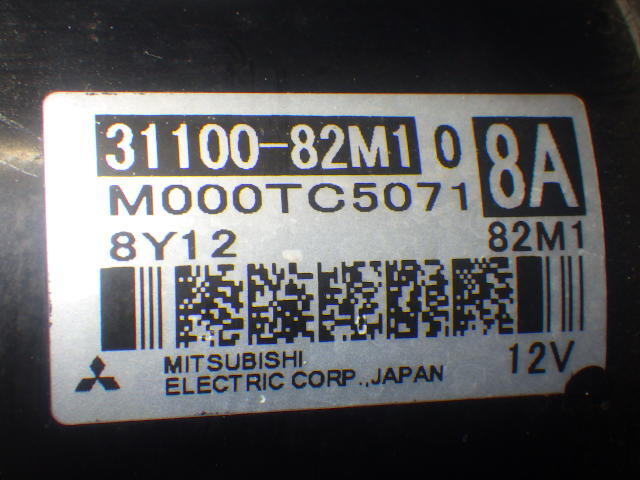 31100-82M1 0 8A
M000TC5071
8Y12 82M1
MITSUBISHI
ELECTRIC CORP.,JAPAN 12V